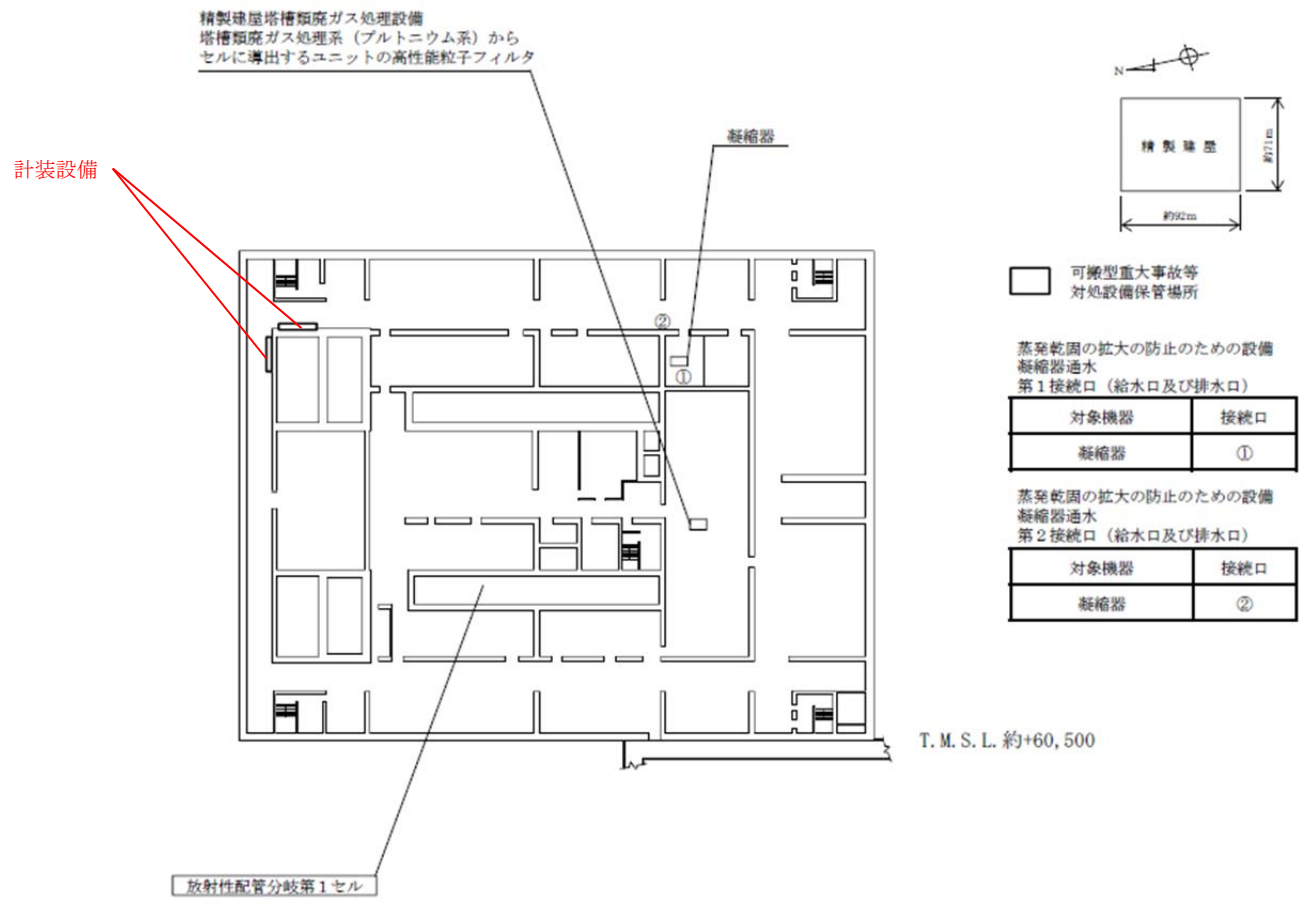 精製建屋塔槽類廃ガス処理設備
塔槽類廃ガス処理系（プルトニウム系）から
セルに導出するユニットの高性能粒子フィルタ
凝縮器
計装設備
N
精製建屋
約71m
約92m
可搬型重大事故等
対処設備保管場所
②
①
蒸発乾固の拡大の防止のための設備
凝縮器通水
第１接続口（給水口及び排水口）
対象機器 接続口
凝縮器 ①
蒸発乾固の拡大の防止のための設備
凝縮器通水
第２接続口（給水口及び排水口）
対象機器 接続口
凝縮器 ②
T.M.S.L.約+60,500
放射性配管分岐第１セル